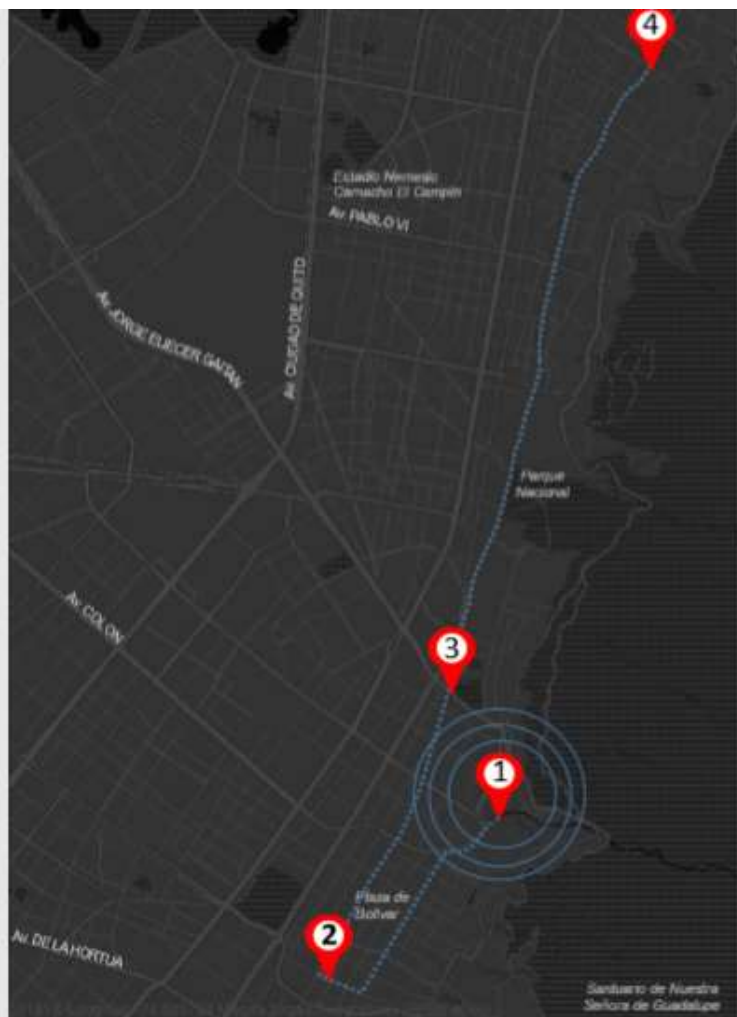 4
Estadio Nemesio
Camacho El Campín
Av. PABLO VI
Av. CIUDAD DE QUITO
Av. JORGE ELIECER GAITAN
Parque
Nacional
Av. COLON
3
1
Plaza de
Bolívar
2
Av. DE LA HORTUA
Santuario de Nuestra
Señora de Guadalupe